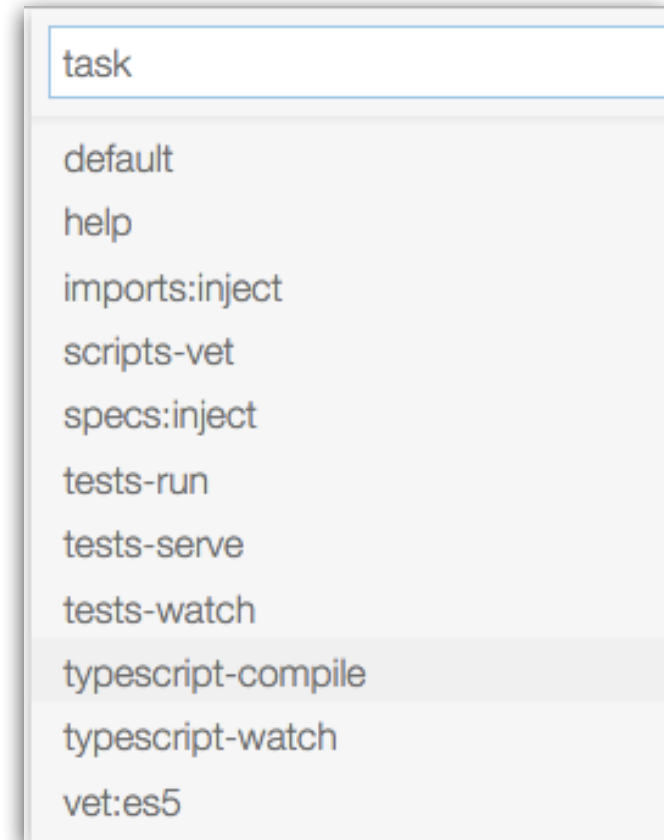 task
default
help
imports:inject
scripts-vet
specs:inject
tests-run
tests-serve
tests-watch
typescript-compile
typescript-watch
vet:es5